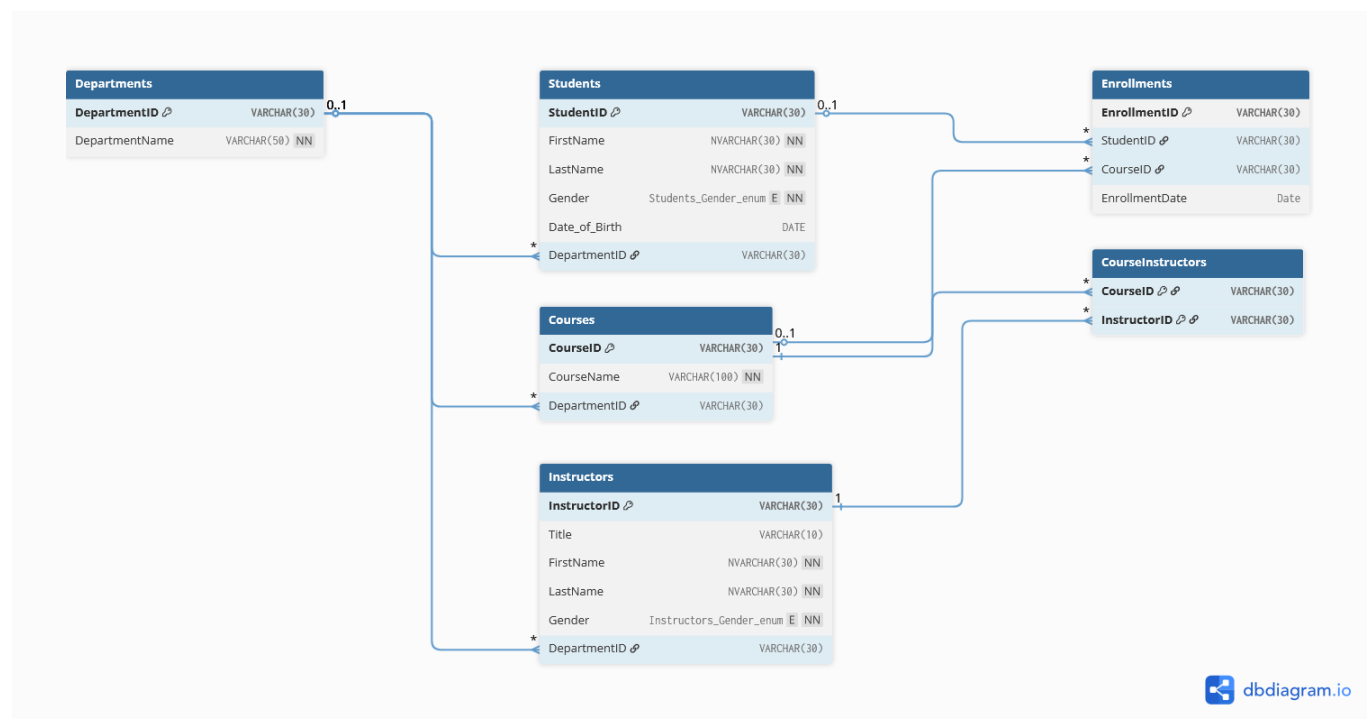 Departments
DepartmentID VARCHAR(30)
DepartmentName VARCHAR(50) NN
0..1
Students
StudentID VARCHAR(30)
FirstName NVARCHAR(30) NN
LastName NVARCHAR(30) NN
Gender Students_Gender_enum E NN
Date_of_Birth DATE
DepartmentID VARCHAR(30)
0..1
*
Courses
CourseID VARCHAR(30)
CourseName VARCHAR(100) NN
DepartmentID VARCHAR(30)
0..1
1
*
Instructors
InstructorID VARCHAR(30)
Title VARCHAR(10)
FirstName NVARCHAR(30) NN
LastName NVARCHAR(30) NN
Gender Instructors_Gender_enum E NN
DepartmentID VARCHAR(30)
1
*
Enrollments
EnrollmentID VARCHAR(30)
* StudentID VARCHAR(30)
* CourseID VARCHAR(30)
EnrollmentDate Date
CourseInstructors
* CourseID VARCHAR(30)
* InstructorID VARCHAR(30)
dbdiagram.io